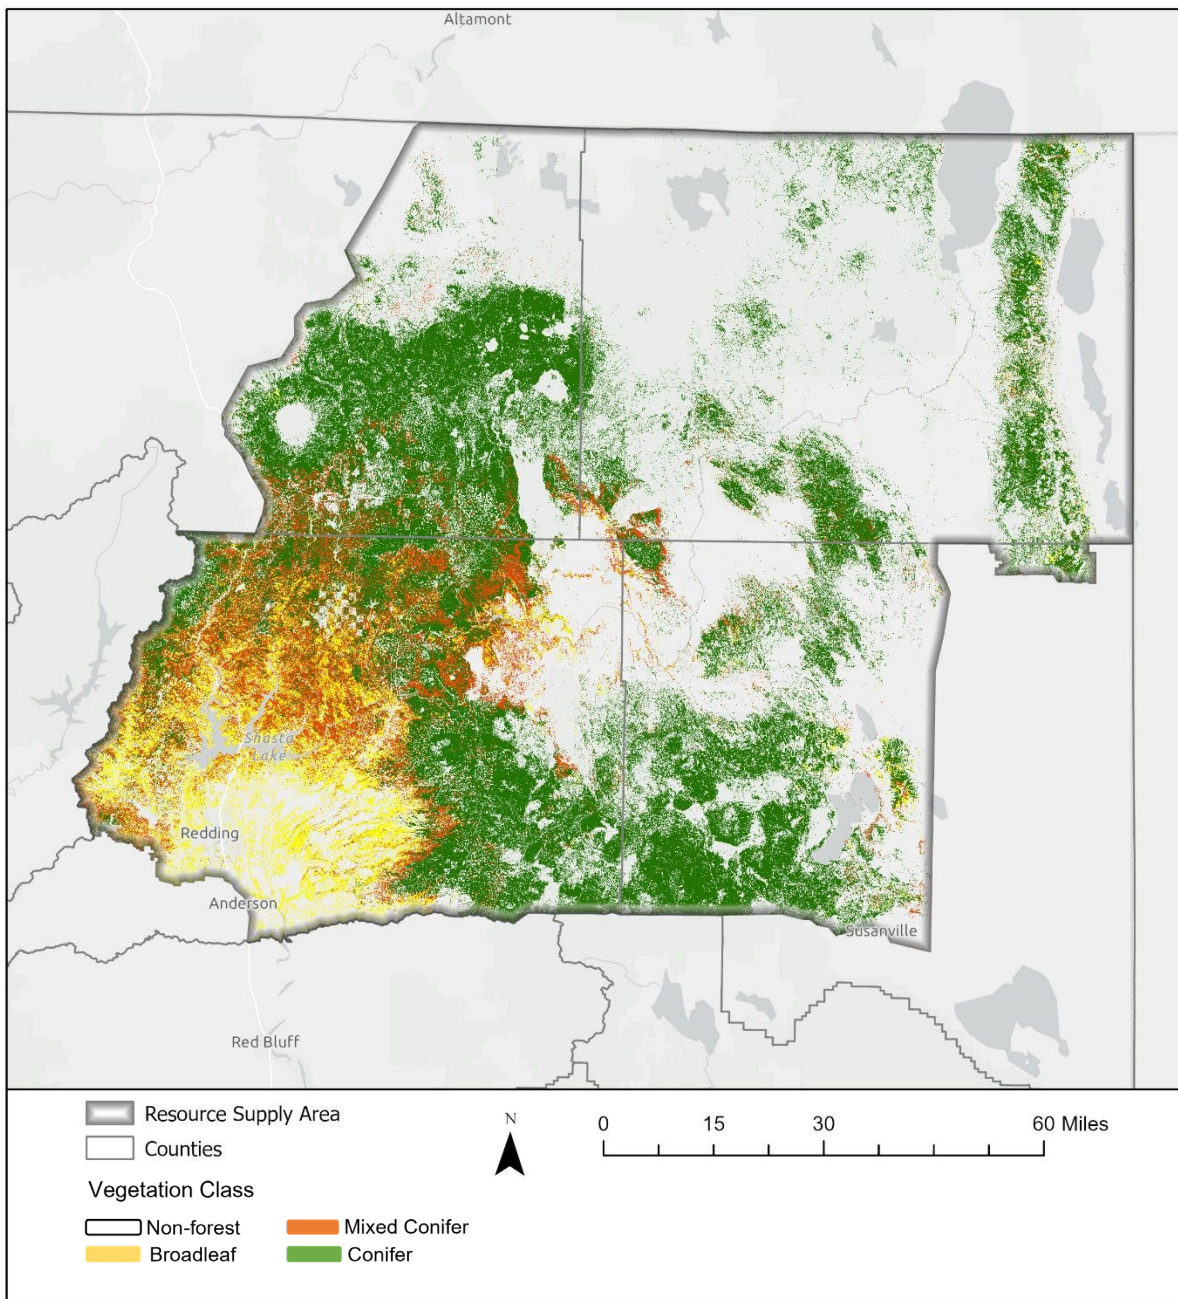 Altamont
Shasta
Lake
Redding
Anderson
Susanville
Red Bluff
Resource Supply Area
Counties
N
0 15 30 60 Miles
Vegetation Class
Non-forest Mixed Conifer
Broadleaf Conifer